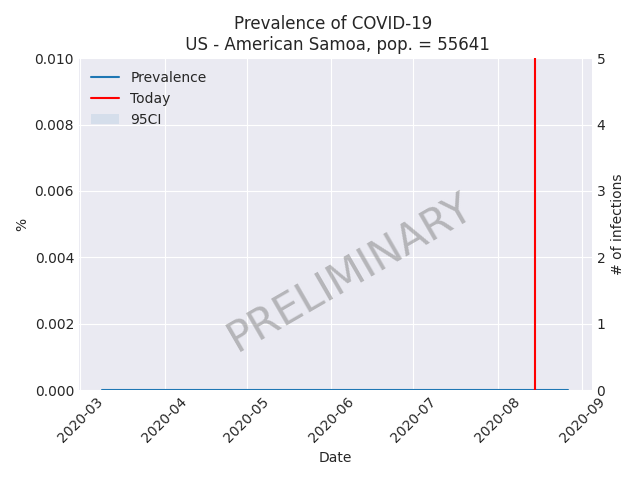 Prevalence of COVID-19
US - American Samoa, pop. = 55641
Prevalence
Today
95CI
0.010
0.008
0.006
0.004
0.002
0.000
%
5
4
3
2
1
0
# of infections
PRELIMINARY
2020-03
2020-04
2020-05
2020-06
2020-07
2020-08
2020-09
Date